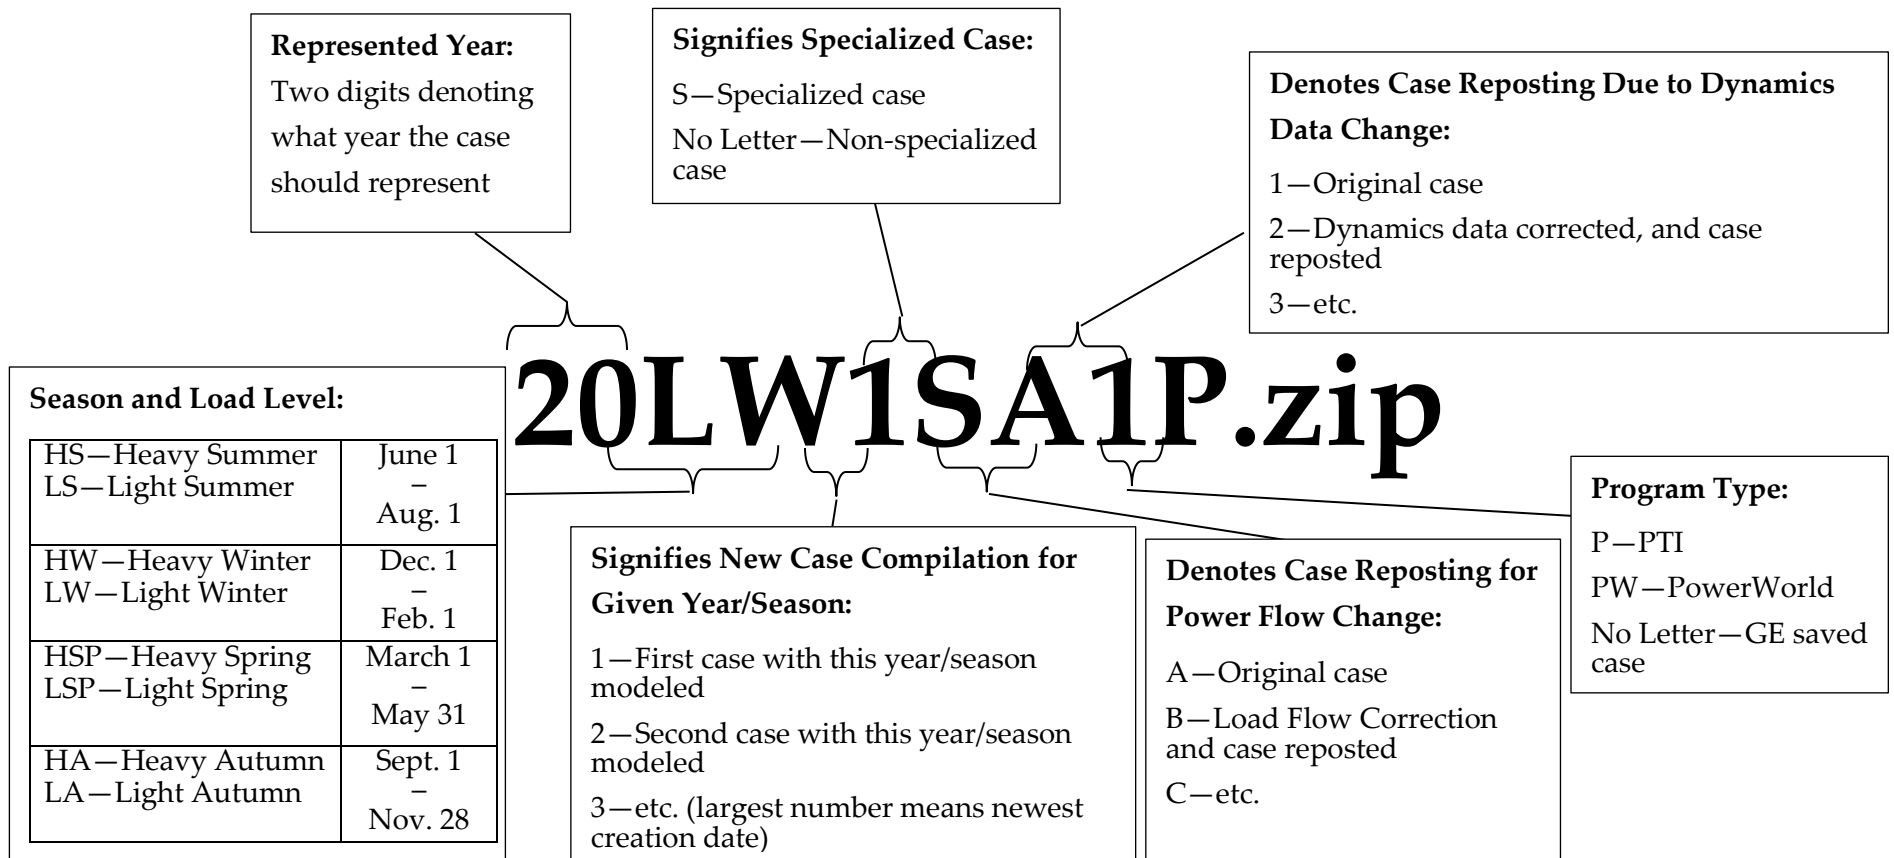 Represented Year:
Two digits denoting
what year the case
should represent
Signifies Specialized Case:
S—Specialized case
No Letter—Non-specialized
case
Denotes Case Reposting Due to Dynamics
Data Change:
1—Original case
2—Dynamics data corrected, and case
reposted
3—etc.
20LW1SA1P.zip
Season and Load Level:
HS—Heavy Summer
LS—Light Summer
June 1
–
Aug. 1
HW—Heavy Winter
LW—Light Winter
Dec. 1
–
Feb. 1
HSP—Heavy Spring
LSP—Light Spring
March 1
–
May 31
HA—Heavy Autumn
LA—Light Autumn
Sept. 1
–
Nov. 28
Signifies New Case Compilation for
Given Year/Season:
1—First case with this year/season
modeled
2—Second case with this year/season
modeled
3—etc. (largest number means newest
creation date)
Denotes Case Reposting for
Power Flow Change:
A—Original case
B—Load Flow Correction
and case reposted
C—etc.
Program Type:
P—PTI
PW—PowerWorld
No Letter—GE saved
case